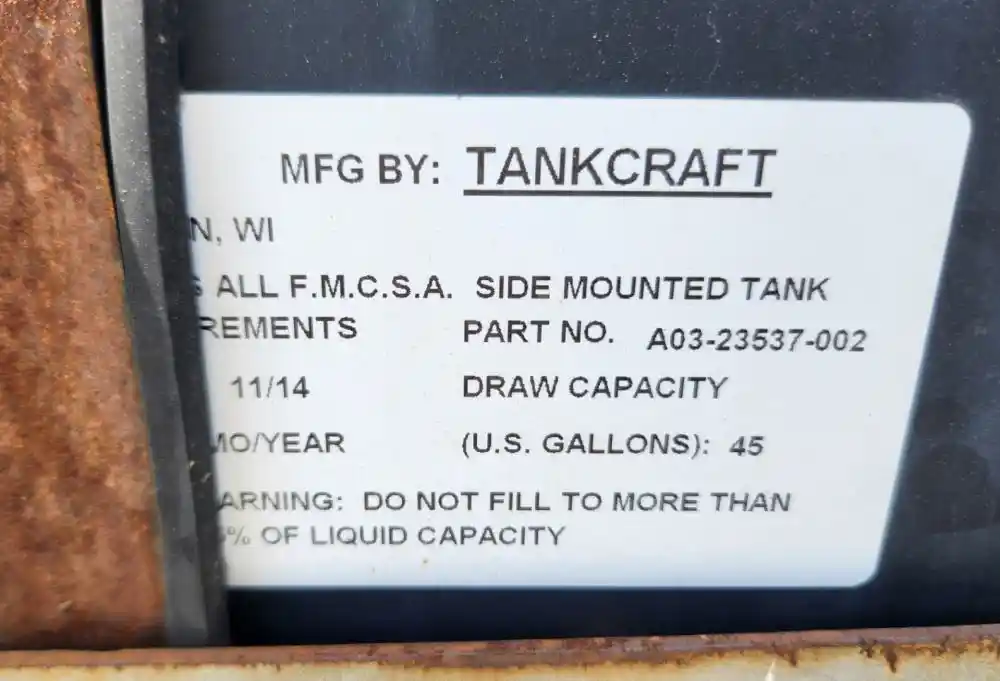 MFG BY: TANKCRAFT
N, WI
ALL F.M.C.S.A. SIDE MOUNTED TANK
REMENTS PART NO. A03-23537-002
11/14 DRAW CAPACITY
MO/YEAR (U.S. GALLONS): 45
ARNING: DO NOT FILL TO MORE THAN
% OF LIQUID CAPACITY